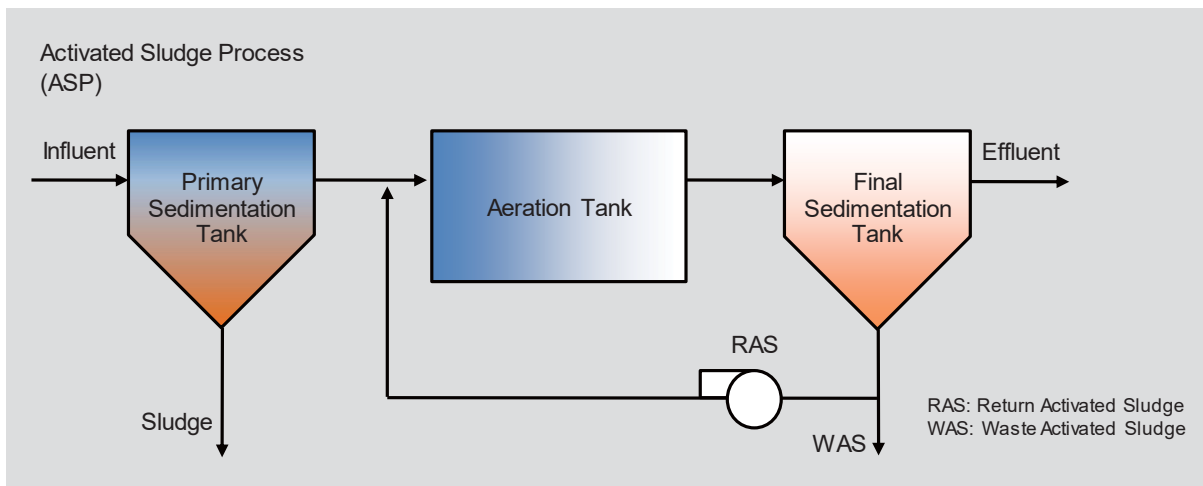 Activated Sludge Process
(ASP)
Influent
Primary
Sedimentation
Tank
Aeration Tank
Final
Sedimentation
Tank
Effluent
RAS
Sludge
WAS
RAS: Return Activated Sludge
WAS: Waste Activated Sludge